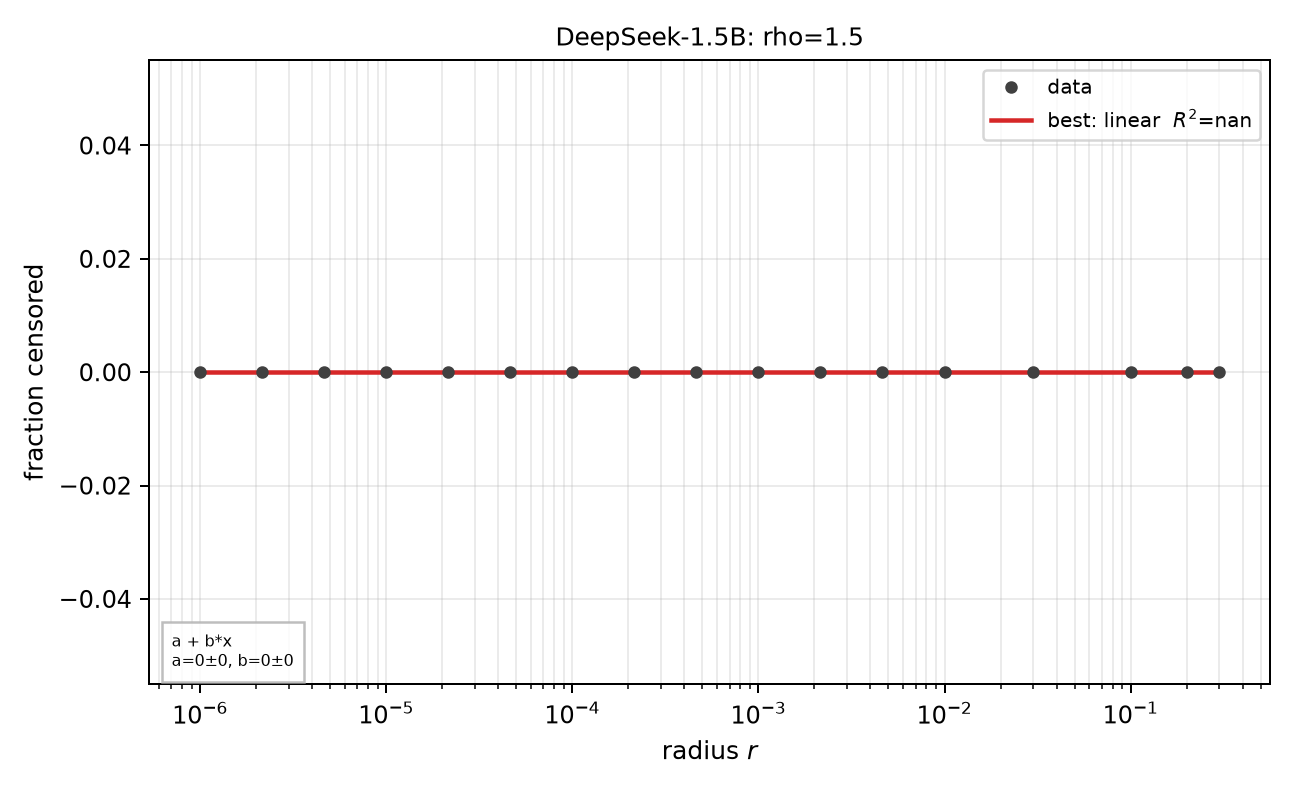 DeepSeek-1.5B: rho=1.5
data
best: linear R²=nan
fraction censored
0.04
0.02
0.00
−0.02
−0.04
a + b*x
a=0±0, b=0±0
10⁻⁶ 10⁻⁵ 10⁻⁴ 10⁻³ 10⁻² 10⁻¹
radius r